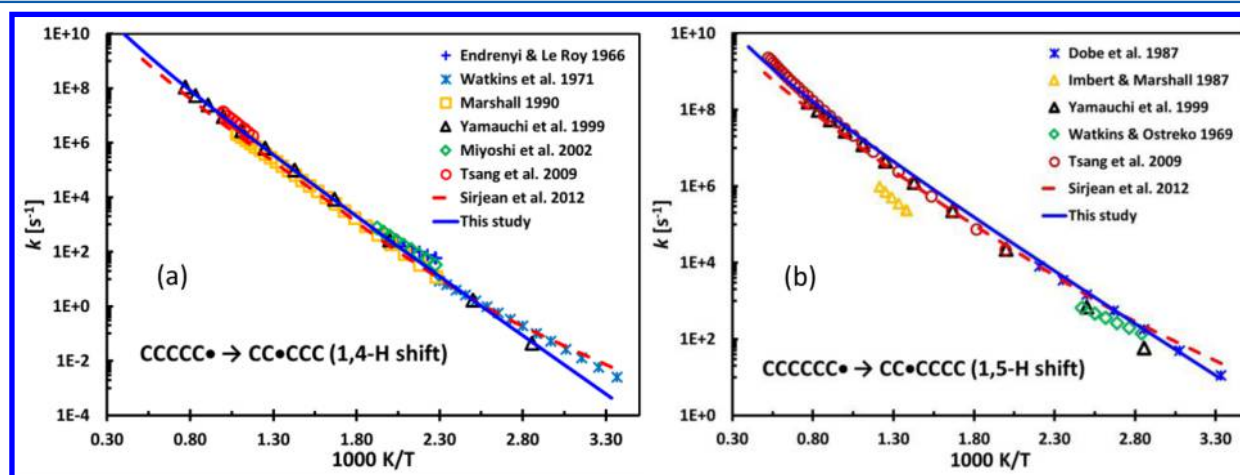 1E+10
1E+8
1E+6
1E+4
1E+2
1E+0
1E-2
1E-4
k [s⁻¹]
Endrenyi & Le Roy 1966
Watkins et al. 1971
Marshall 1990
Yamauchi et al. 1999
Miyoshi et al. 2002
Tsang et al. 2009
Sirjean et al. 2012
This study
(a)
CCCCC• → CC•CCC (1,4-H shift)
0.30 0.80 1.30 1.80 2.30 2.80 3.30
1000 K/T
1E+10
1E+8
1E+6
1E+4
1E+2
1E+0
k [s⁻¹]
Dobe et al. 1987
Imbert & Marshall 1987
Yamauchi et al. 1999
Watkins & Ostreko 1969
Tsang et al. 2009
Sirjean et al. 2012
This study
(b)
CCCCCC• → CC•CCCC (1,5-H shift)
0.30 0.80 1.30 1.80 2.30 2.80 3.30
1000 K/T